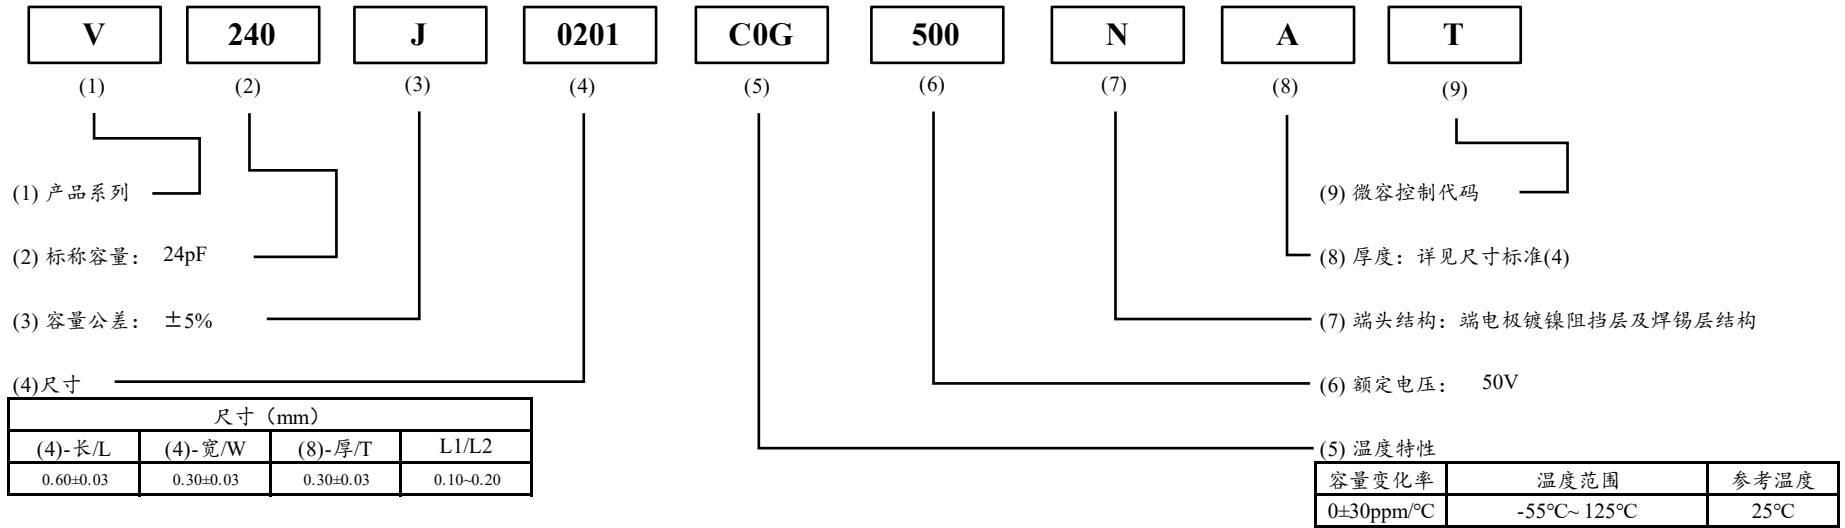 V 240 J 0201 C0G 500 N A T
(1) (2) (3) (4) (5) (6) (7) (8) (9)
(1) 产品系列
(9) 微容控制代码
(2) 标称容量： 24pF
(8) 厚度：详见尺寸标准(4)
(3) 容量公差： ±5%
(7) 端头结构：端电极镀镍阻挡层及焊锡层结构
(4)尺寸
(6) 额定电压： 50V
尺寸（mm）
(4)-长/L (4)-宽/W (8)-厚/T L1/L2
0.60±0.03 0.30±0.03 0.30±0.03 0.10~0.20
(5) 温度特性
容量变化率 温度范围 参考温度
0±30ppm/℃ -55℃~ 125℃ 25℃